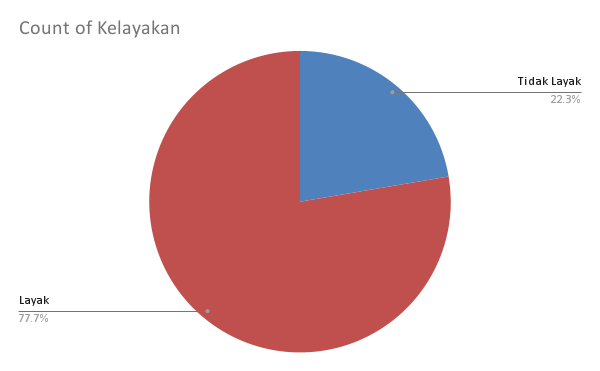 Count of Kelayakan
Tidak Layak
22.3%
Layak
77.7%